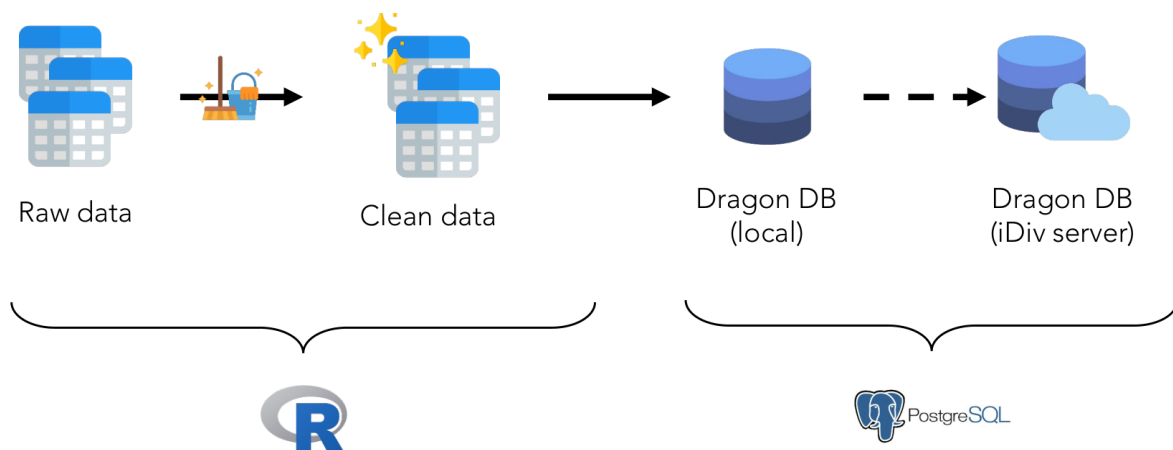 Raw data
Clean data
Dragon DB
(local)
Dragon DB
(iDiv server)
R
PostgreSQL